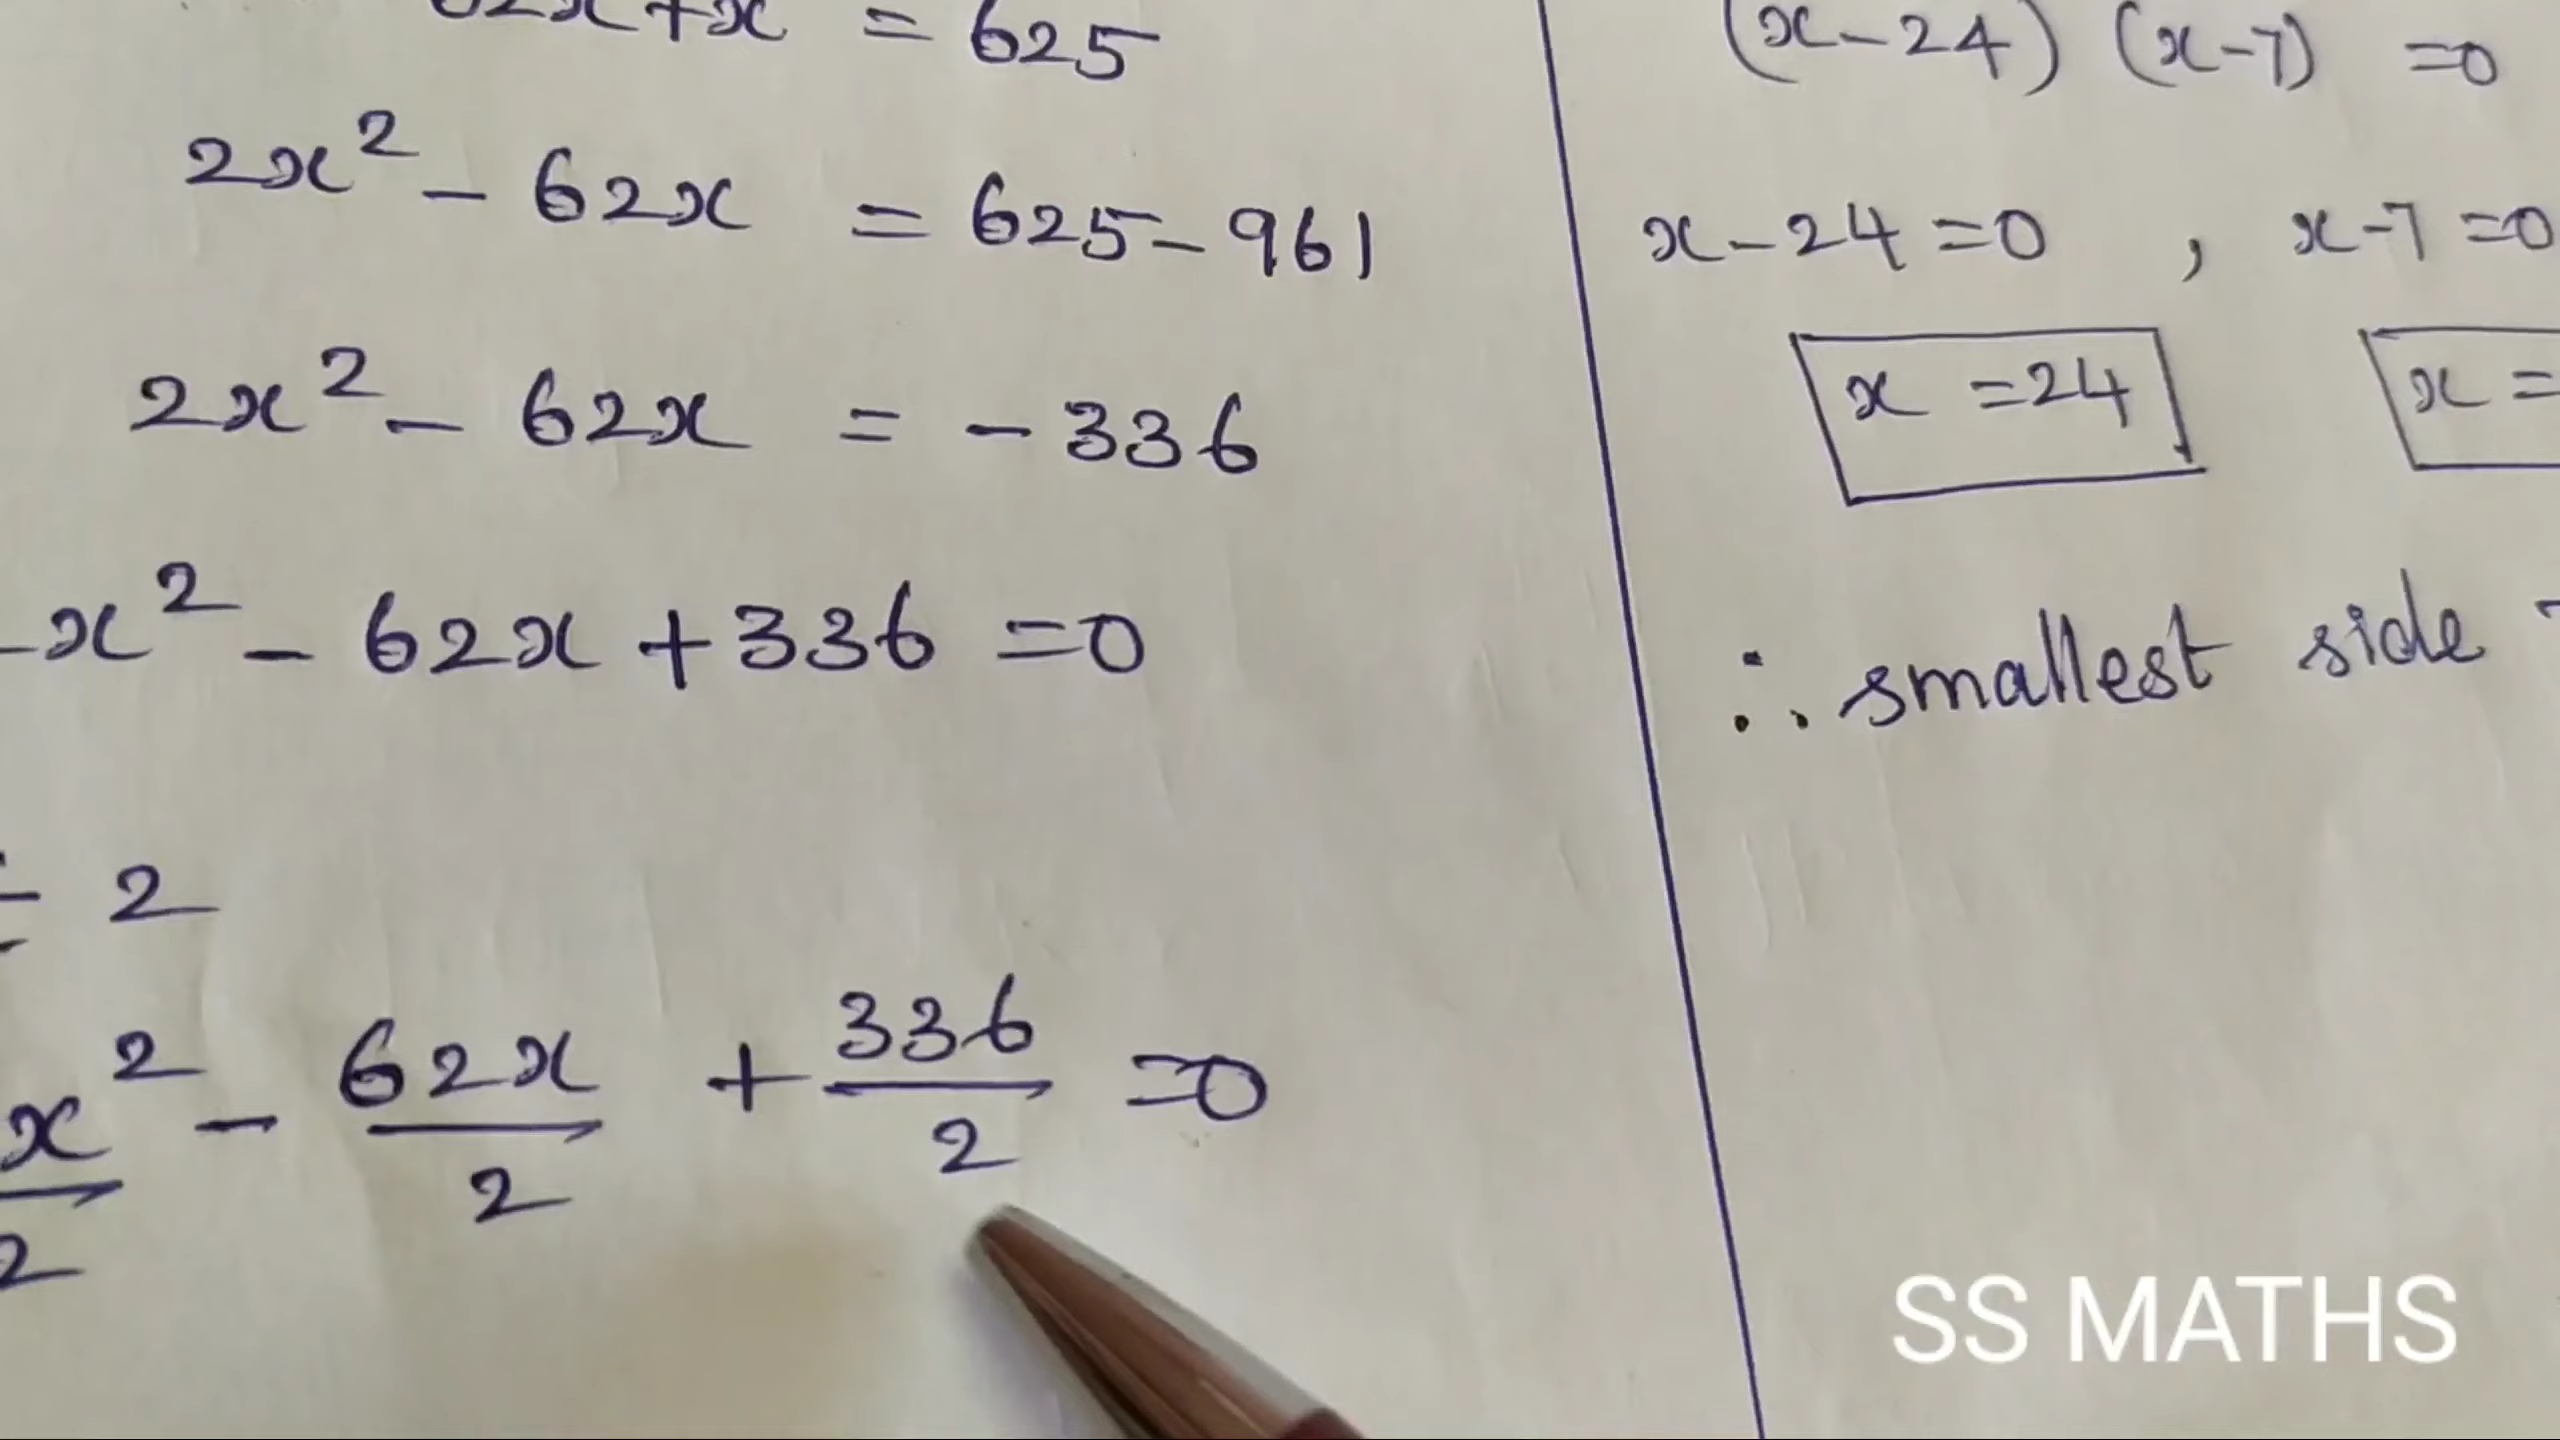 62x+x = 625
2x² - 62x = 625 - 961
2x² - 62x = - 336
x² - 62x + 336 = 0
÷ 2
x²/2 - 62x/2 + 336/2 = 0
(x-24) (x-7) = 0
x-24 = 0 , x-7 = 0
x = 24 x =
∴ smallest side
SS MATHS